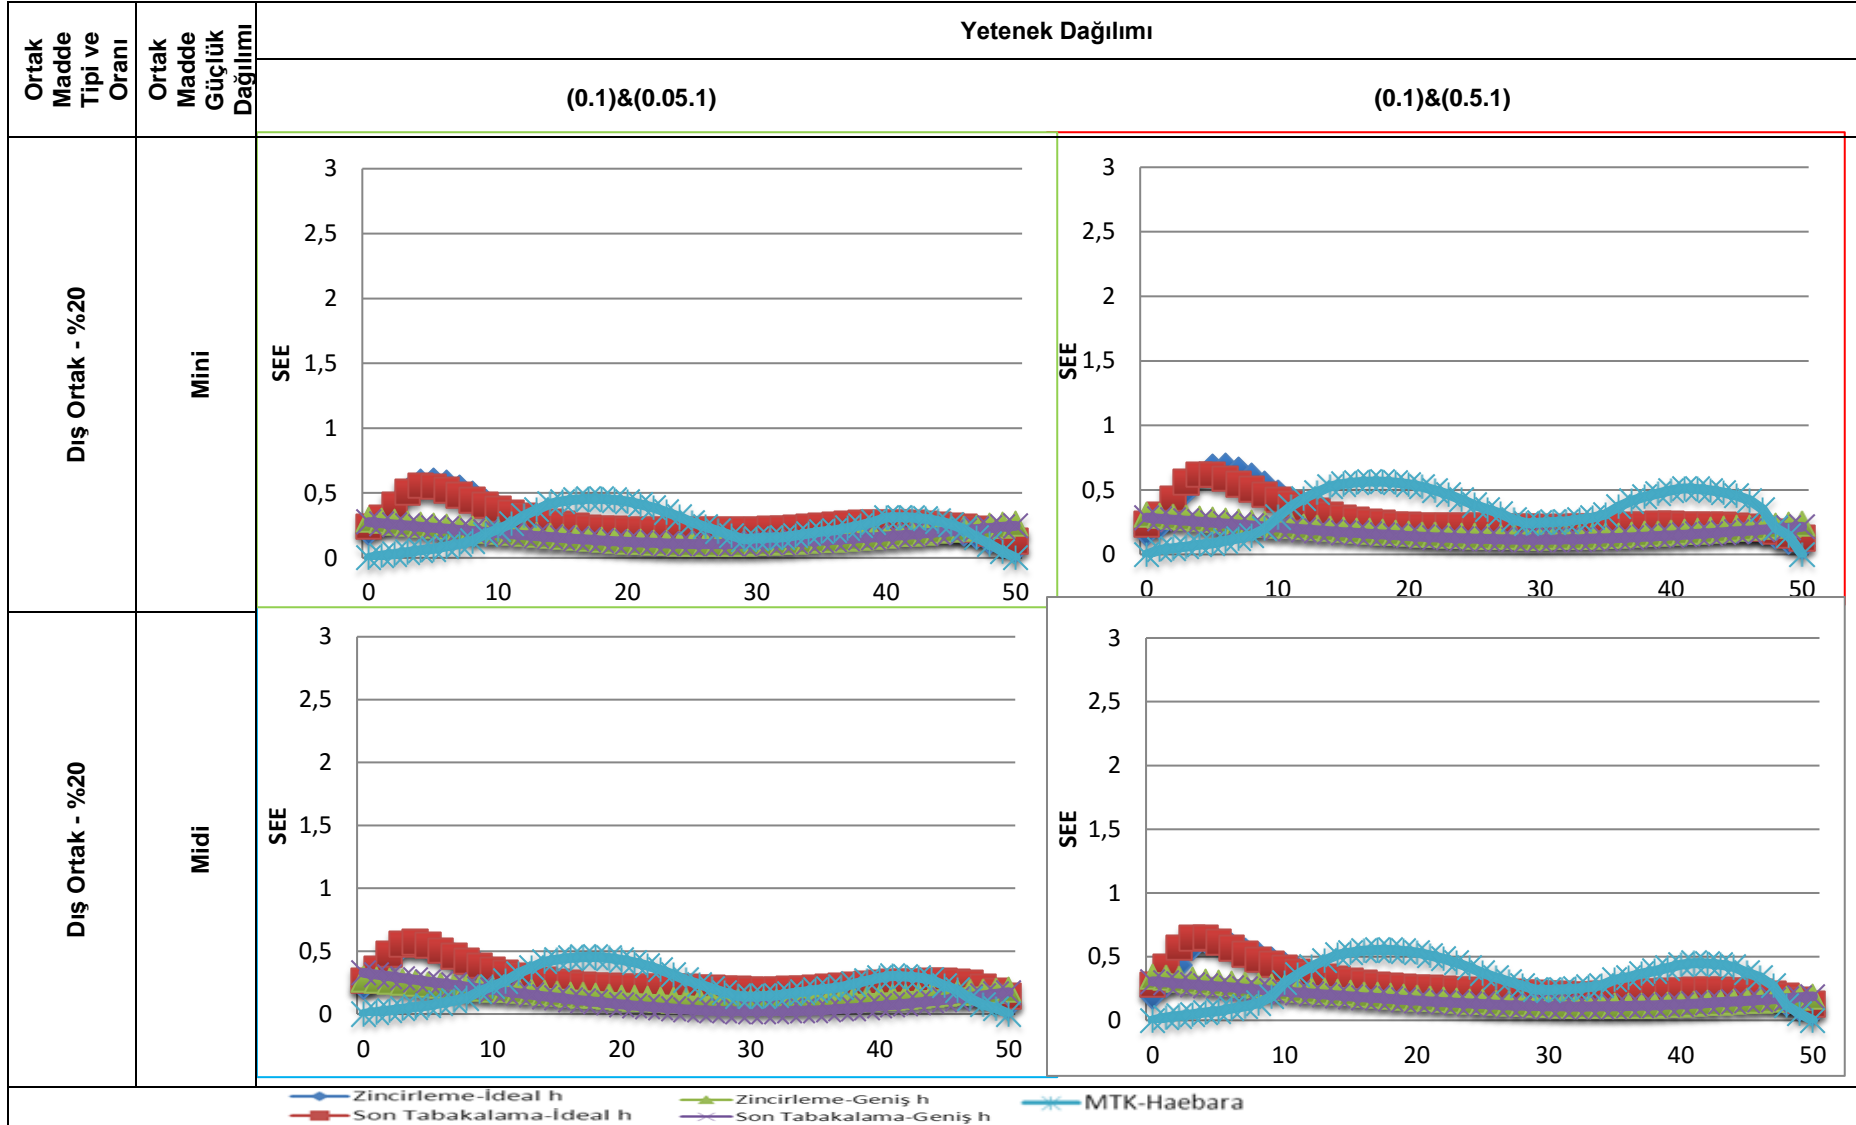 Ortak
Madde
Tipi ve
Oranı
Ortak
Madde
Güçlük
Dağılımı
Yetenek Dağılımı
(0.1)&(0.05.1)
(0.1)&(0.5.1)
Dış Ortak - %20
Mini
SEE
3
2,5
2
1,5
1
0,5
0
0 10 20 30 40 50
SEE
3
2,5
2
1,5
1
0,5
0
0 10 20 30 40 50
Dış Ortak - %20
Midi
SEE
3
2,5
2
1,5
1
0,5
0
0 10 20 30 40 50
SEE
3
2,5
2
1,5
1
0,5
0
0 10 20 30 40 50
Zincirleme-İdeal h
Zincirleme-Geniş h
MTK-Haebara
Son Tabakalama-İdeal h
Son Tabakalama-Geniş h